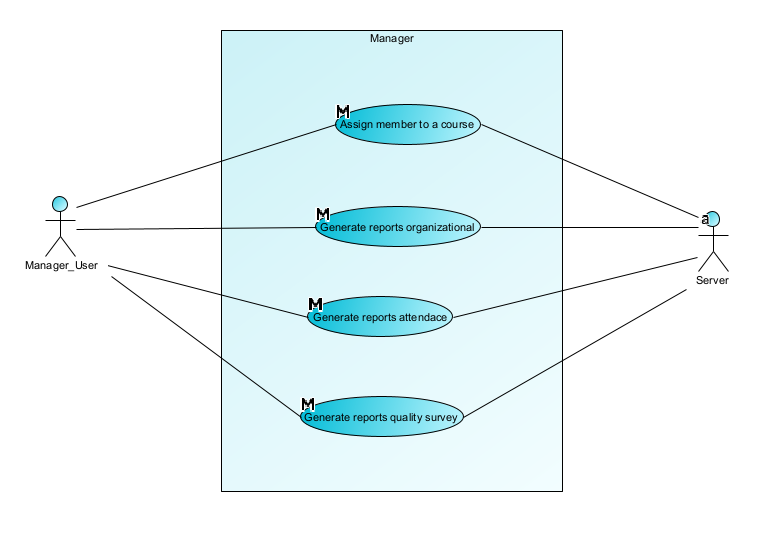 Manager
M
Assign member to a course
M
Generate reports organizational
a
Manager_User
Server
M
Generate reports attendace
M
Generate reports quality survey